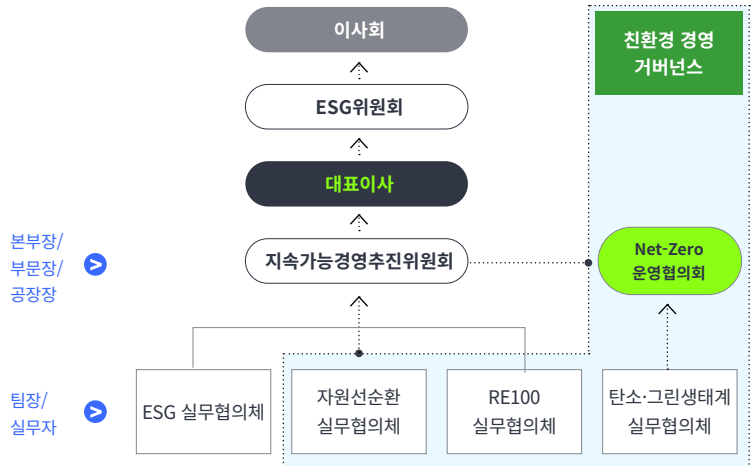 이사회
친환경 경영
거버넌스
ESG위원회
대표이사
본부장/
부문장/
공장장
지속가능경영추진위원회
Net-Zero
운영협의회
팀장/
실무자
ESG 실무협의체
자원선순환
실무협의체
RE100
실무협의체
탄소·그린생태계
실무협의체